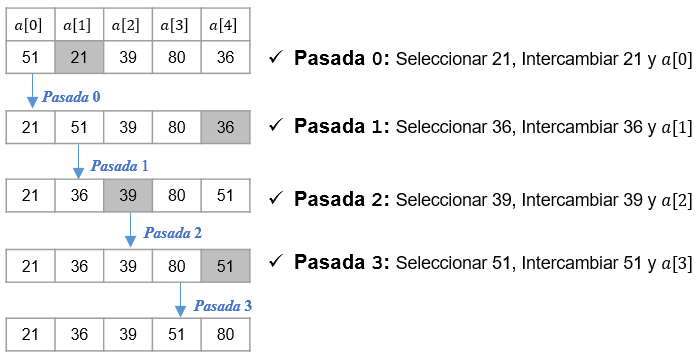 a[0] a[1] a[2] a[3] a[4]
51 21 39 80 36
✓ Pasada 0: Seleccionar 21, Intercambiar 21 y a[0]
Pasada 0
21 51 39 80 36
✓ Pasada 1: Seleccionar 36, Intercambiar 36 y a[1]
Pasada 1
21 36 39 80 51
✓ Pasada 2: Seleccionar 39, Intercambiar 39 y a[2]
Pasada 2
21 36 39 80 51
✓ Pasada 3: Seleccionar 51, Intercambiar 51 y a[3]
Pasada 3
21 36 39 51 80